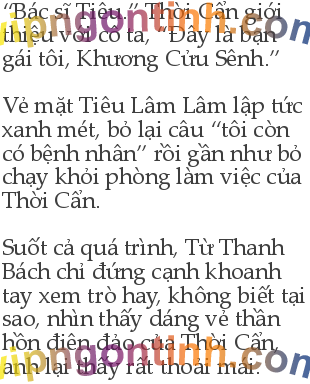 "Bác sĩ Tiêu." Thời Cẩn giới
thiệu với cô ta, "Đây là bạn
gái tôi, Khương Cửu Sênh."
Vẻ mặt Tiêu Lâm Lâm lập tức
xanh mét, bỏ lại câu "tôi còn
có bệnh nhân" rồi gần như bỏ
chạy khỏi phòng làm việc của
Thời Cẩn.
Suốt cả quá trình, Từ Thanh
Bách chỉ đứng cạnh khoanh
tay xem trò hay, không biết tại
sao, nhìn thấy dáng vẻ thần
hồn điên đảo của Thời Cẩn,
anh lại thấy rất thoải mái.